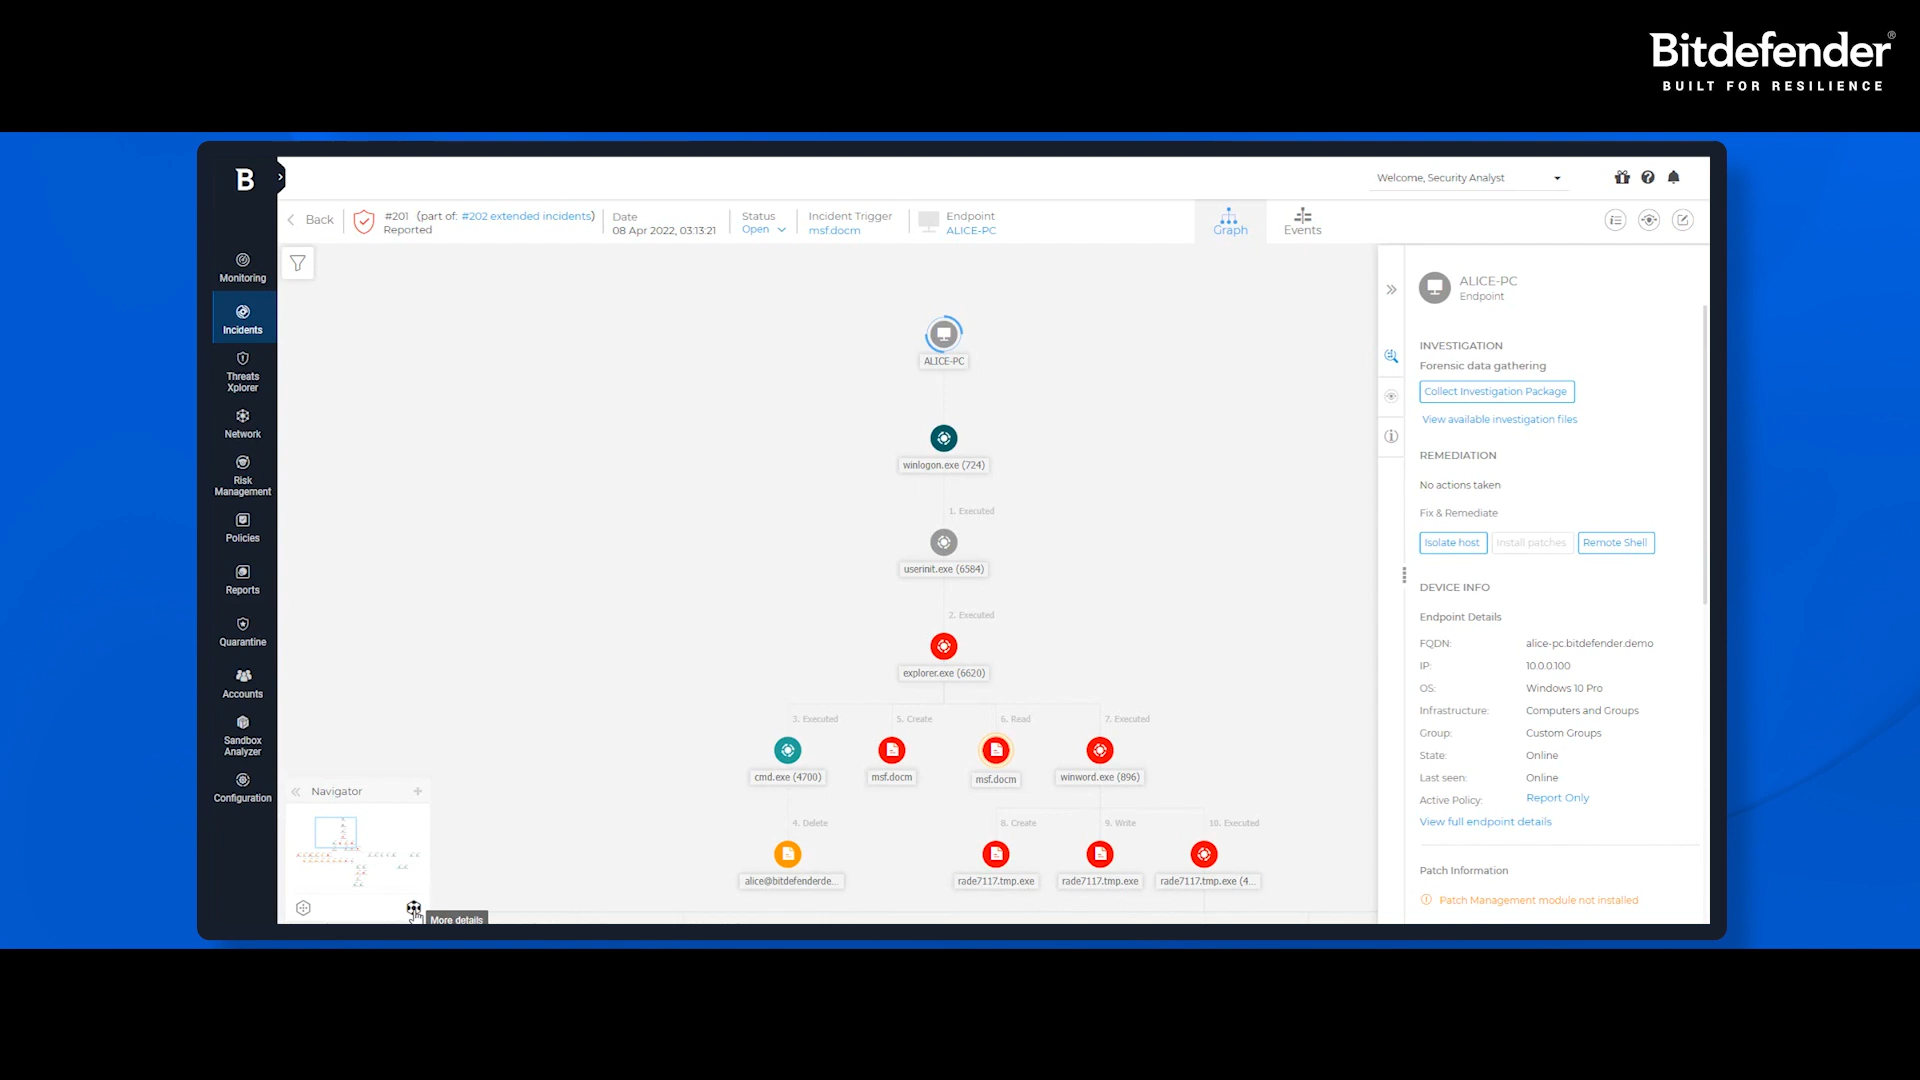 Bitdefender®
BUILT FOR RESILIENCE
B
Welcome, Security Analyst
Back
#201 (part of: #202 extended incidents)
Reported
Date
08 Apr 2022, 03:13:21
Status
Open
Incident Trigger
msf.docm
Endpoint
ALICE-PC
Graph
Events
Monitoring
Incidents
Threats
Xplorer
Network
Risk
Management
Policies
Reports
Quarantine
Accounts
Sandbox
Analyzer
Configuration
ALICE-PC
winlogon.exe (724)
1. Executed
userinit.exe (6584)
2. Executed
explorer.exe (6620)
3. Executed
5. Create
6. Read
7. Executed
cmd.exe (4700)
msf.docm
msf.docm
winword.exe (896)
4. Delete
8. Create
9. Write
10. Executed
alice@bitdefenderde...
rade7117.tmp.exe
rade7117.tmp.exe
rade7117.tmp.exe (4...
Navigator
More details
ALICE-PC
Endpoint
INVESTIGATION
Forensic data gathering
Collect Investigation Package
View available investigation files
REMEDIATION
No actions taken
Fix & Remediate
Isolate host
Install patches
Remote Shell
DEVICE INFO
Endpoint Details
FQDN: alice-pc.bitdefender.demo
IP: 10.0.0.100
OS: Windows 10 Pro
Infrastructure: Computers and Groups
Group: Custom Groups
State: Online
Last seen: Online
Active Policy: Report Only
View full endpoint details
Patch Information
Patch Management module not installed